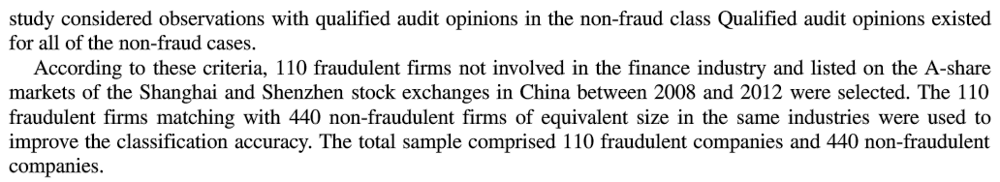 study considered observations with qualified audit opinions in the non-fraud class Qualified audit opinions existed
for all of the non-fraud cases.
According to these criteria, 110 fraudulent firms not involved in the finance industry and listed on the A-share
markets of the Shanghai and Shenzhen stock exchanges in China between 2008 and 2012 were selected. The 110
fraudulent firms matching with 440 non-fraudulent firms of equivalent size in the same industries were used to
improve the classification accuracy. The total sample comprised 110 fraudulent companies and 440 non-fraudulent
companies.